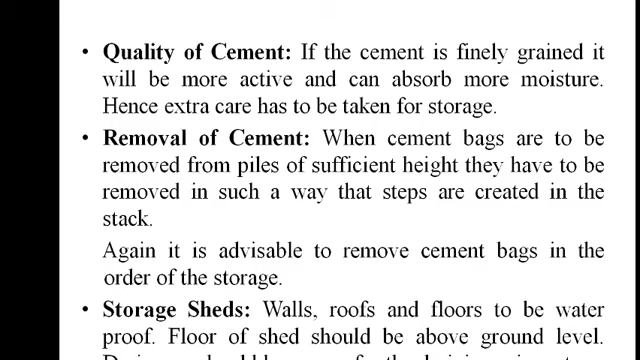 • Quality of Cement: If the cement is finely grained it
will be more active and can absorb more moisture.
Hence extra care has to be taken for storage.
• Removal of Cement: When cement bags are to be
removed from piles of sufficient height they have to be
removed in such a way that steps are created in the
stack.
Again it is advisable to remove cement bags in the
order of the storage.
• Storage Sheds: Walls, roofs and floors to be water
proof. Floor of shed should be above ground level.